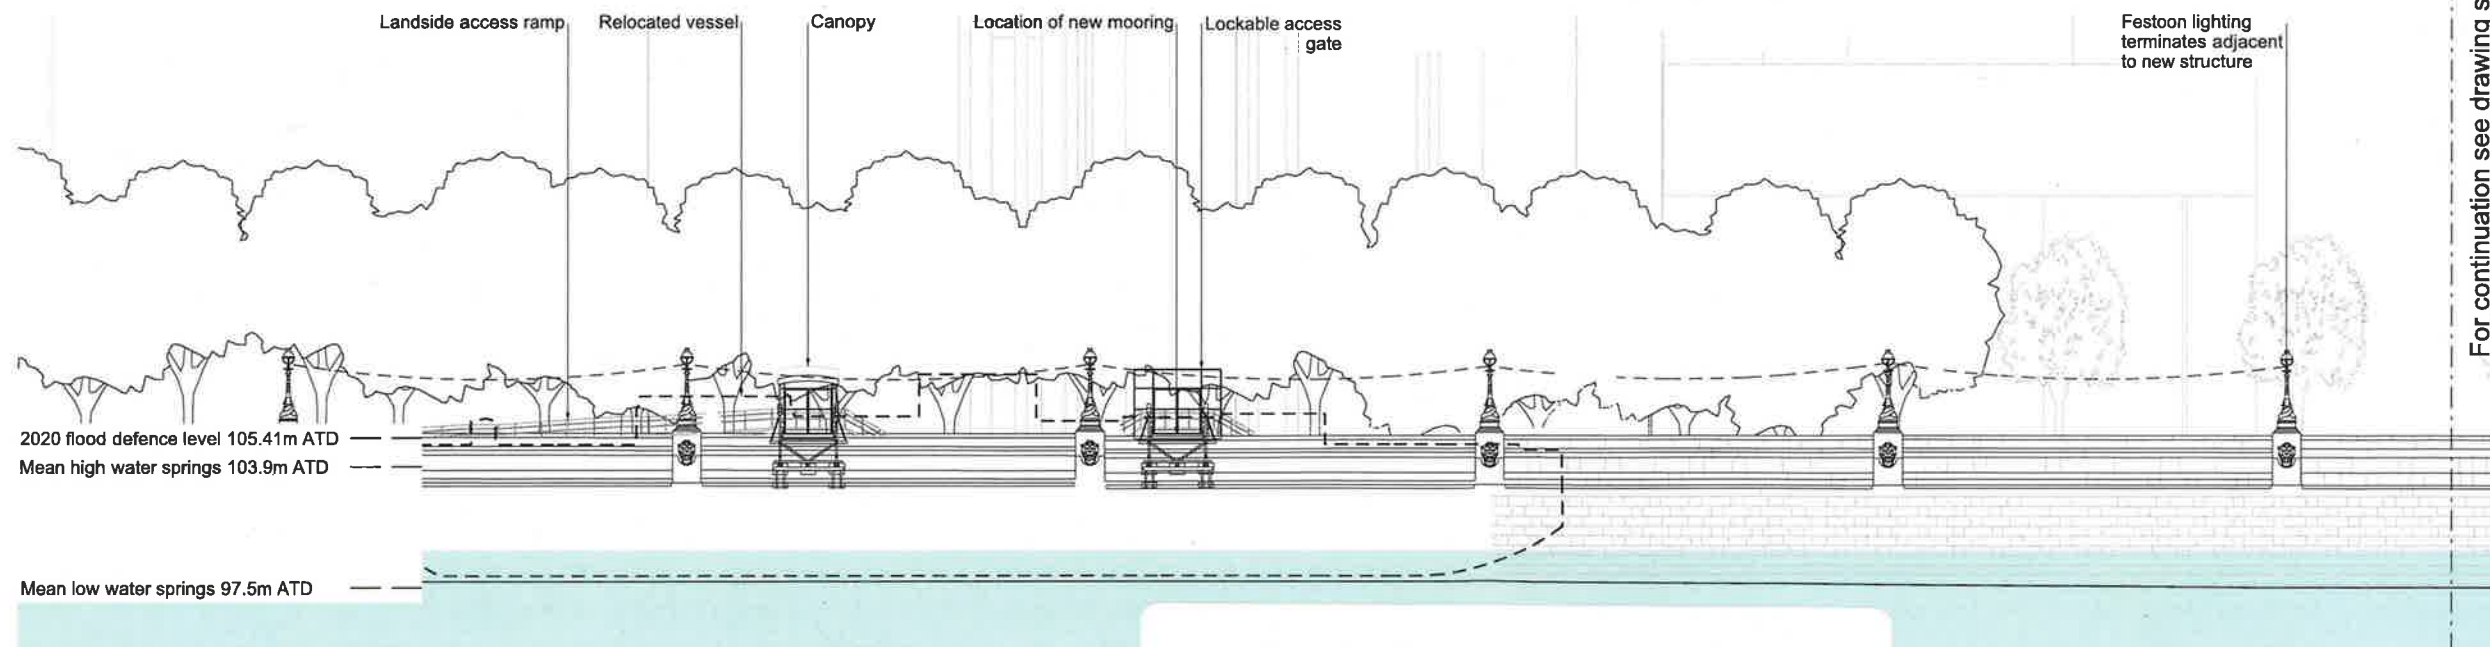 Landside access ramp
Relocated vessel
Canopy
Location of new mooring
Lockable access
gate
Festoon lighting
terminates adjacent
to new structure
For continuation see drawing
2020 flood defence level 105.41m ATD
Mean high water springs 103.9m ATD
Mean low water springs 97.5m ATD